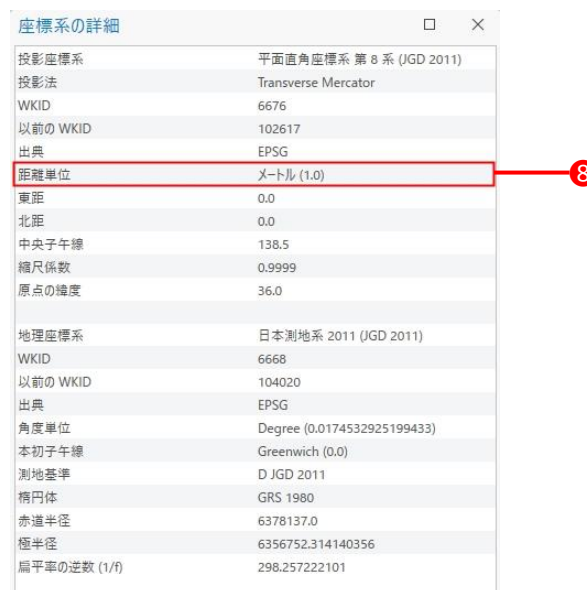 座標系の詳細
投影座標系 平面直角座標系 第 8 系 (JGD 2011)
投影法 Transverse Mercator
WKID 6676
以前の WKID 102617
出典 EPSG
距離単位 メートル (1.0)
8
東距 0.0
北距 0.0
中央子午線 138.5
縮尺係数 0.9999
原点の緯度 36.0
地理座標系 日本測地系 2011 (JGD 2011)
WKID 6668
以前の WKID 104020
出典 EPSG
角度単位 Degree (0.0174532925199433)
本初子午線 Greenwich (0.0)
測地基準 D JGD 2011
楕円体 GRS 1980
赤道半径 6378137.0
極半径 6356752.314140356
扁平率の逆数 (1/f) 298.257222101